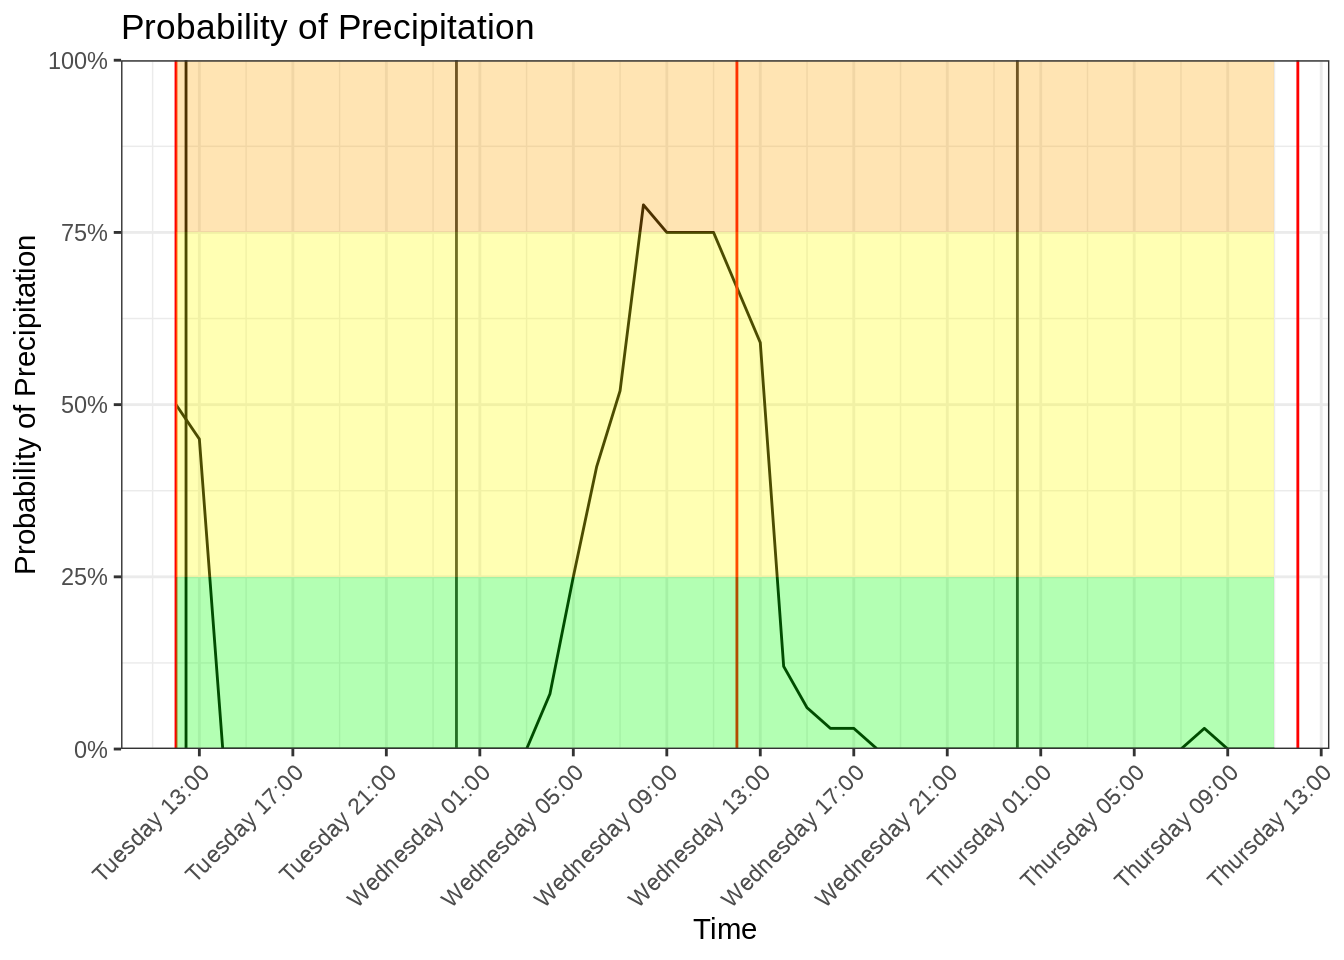 Probability of Precipitation
Probability of Precipitation
100%
75%
50%
25%
0%
Tuesday 13:00
Tuesday 17:00
Tuesday 21:00
Wednesday 01:00
Wednesday 05:00
Wednesday 09:00
Wednesday 13:00
Wednesday 17:00
Wednesday 21:00
Thursday 01:00
Thursday 05:00
Thursday 09:00
Thursday 13:00
Time